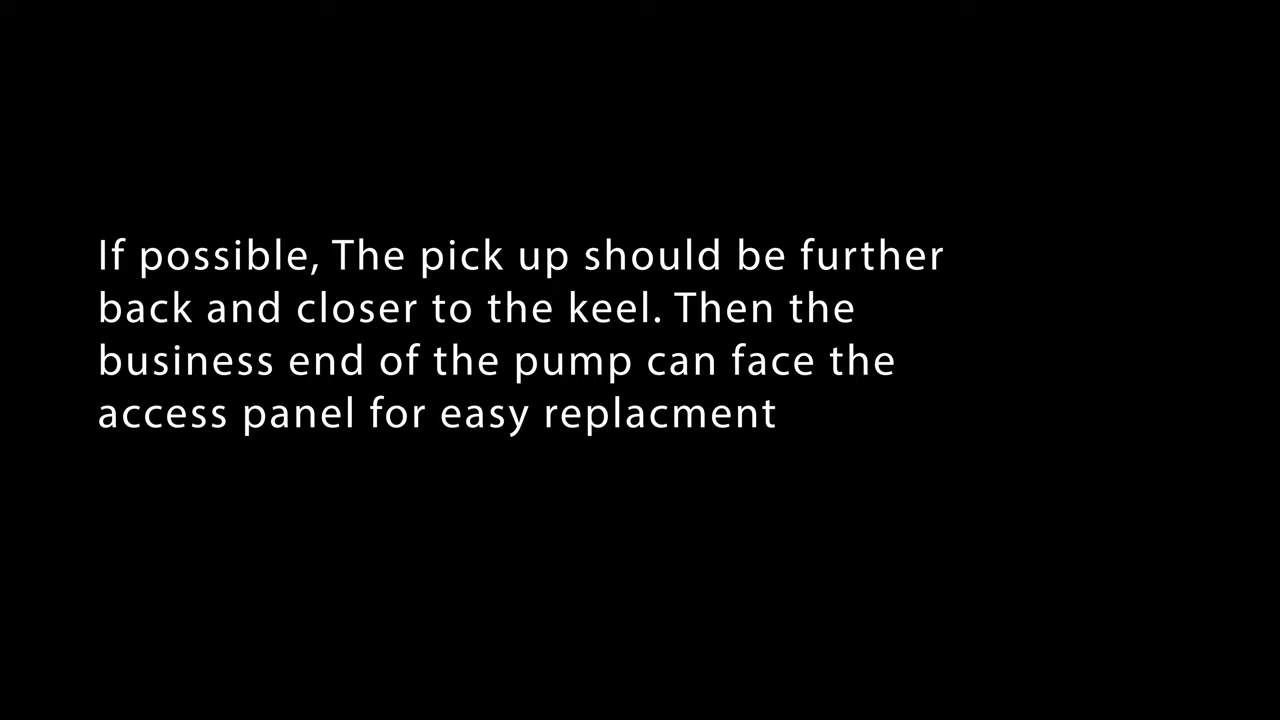 If possible, The pick up should be further
back and closer to the keel. Then the
business end of the pump can face the
access panel for easy replacment